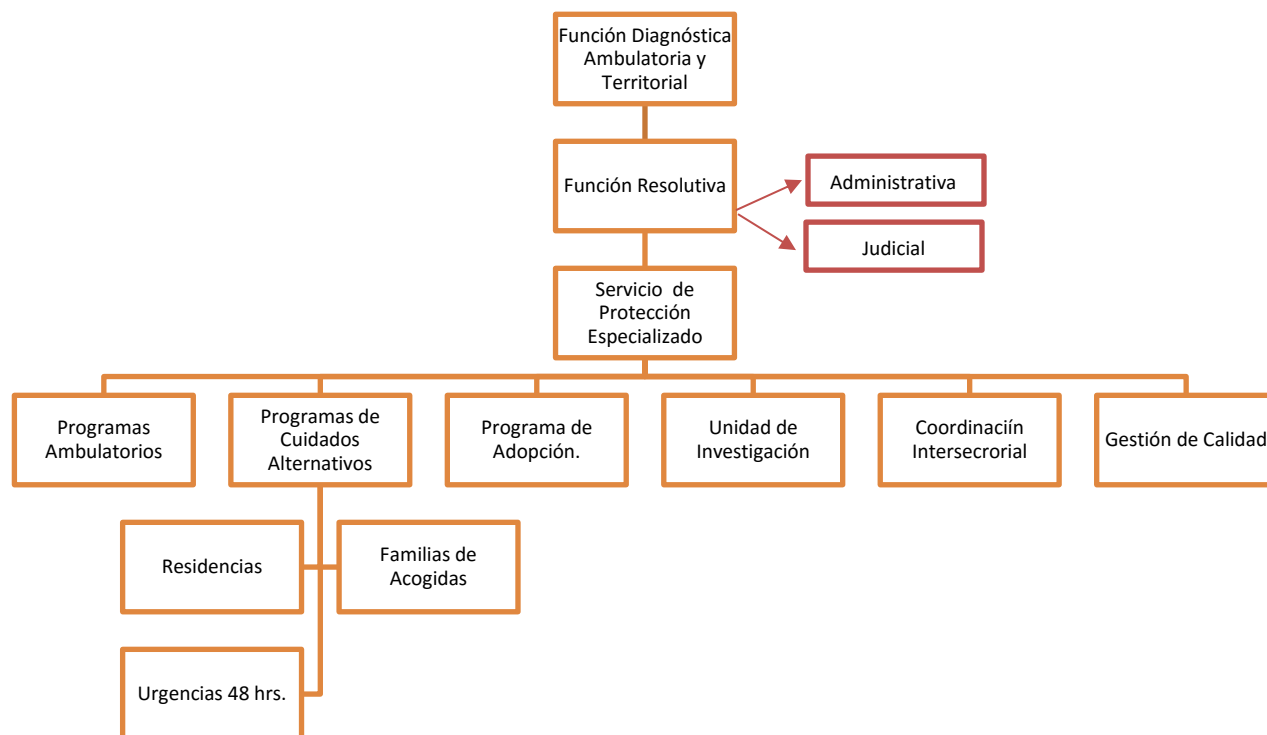 Función Diagnóstica
Ambulatoria y
Territorial
Función Resolutiva
Administrativa
Judicial
Servicio de
Protección
Especializado
Programas
Ambulatorios
Programas de
Cuidados
Alternativos
Programa de
Adopción.
Unidad de
Investigación
Coordinaciín
Intersecrorial
Gestión de Calidad
Residencias
Familias de
Acogidas
Urgencias 48 hrs.